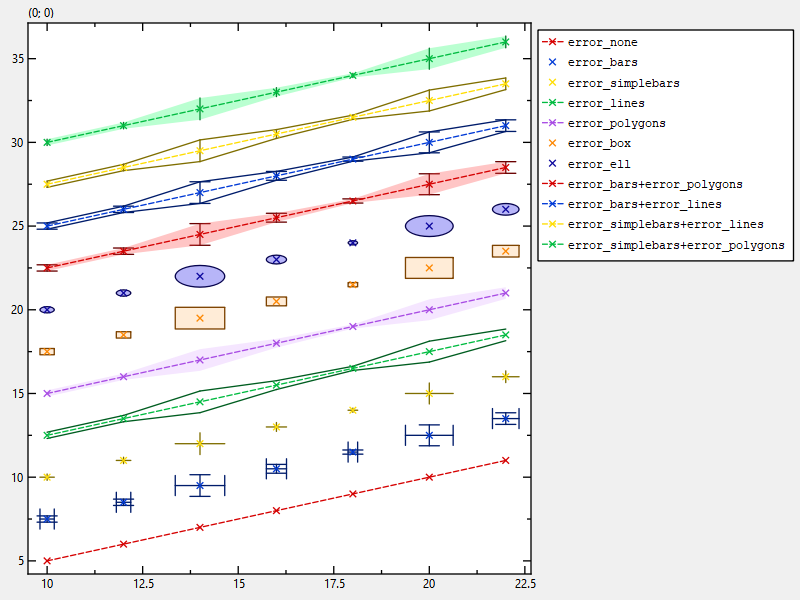 (0; 0)
35
30
25
20
15
10
5
10
12.5
15
17.5
20
22.5
error_none
error_bars
error_simplebars
error_lines
error_polygons
error_box
error_ell
error_bars+error_polygons
error_bars+error_lines
error_simplebars+error_lines
error_simplebars+error_polygons